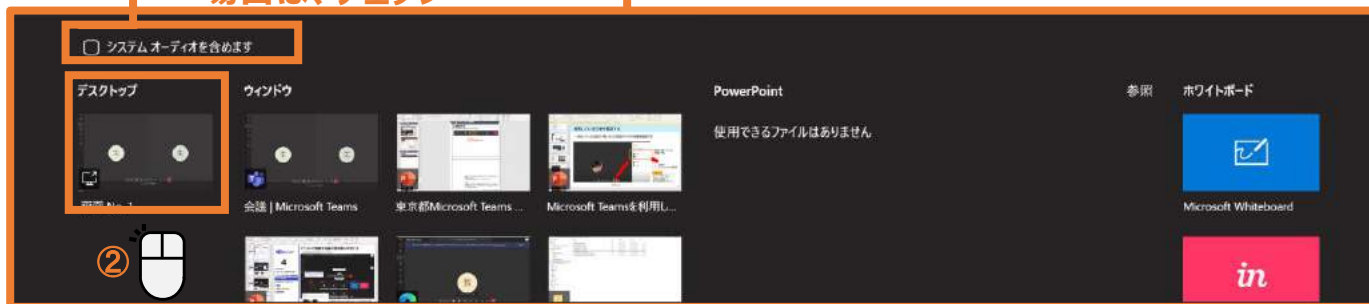 システム オーディオを含めます
デスクトップ
ウィンドウ
PowerPoint
参照
ホワイトボード
使用できるファイルはありません
会議 | Microsoft Teams
東京都Microsoft Teams ...
Microsoft Teamsを利用し...
Microsoft Whiteboard
②
in